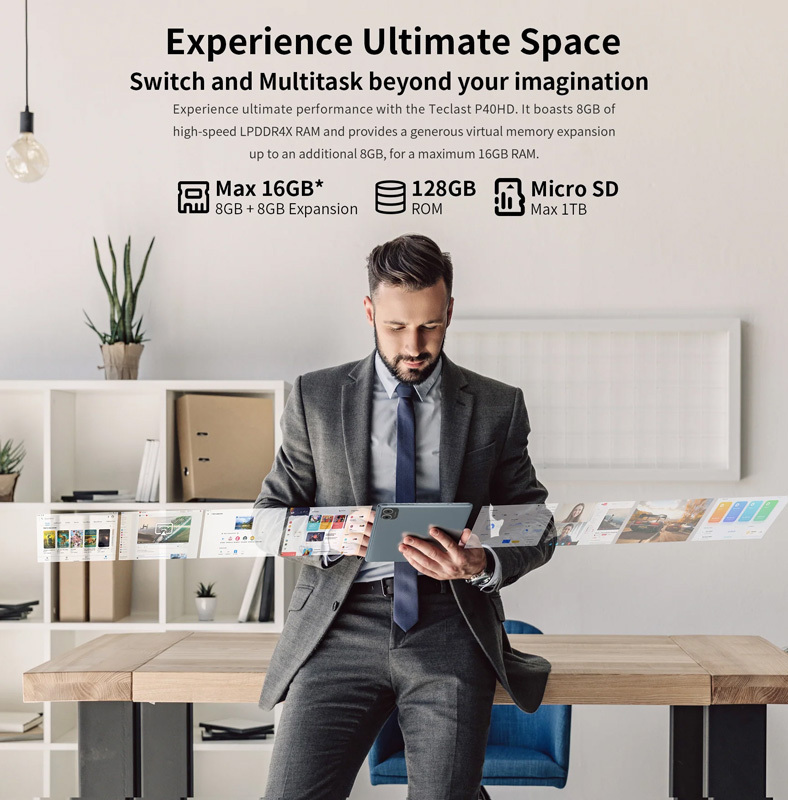 Experience Ultimate Space
Switch and Multitask beyond your imagination
Experience ultimate performance with the Teclast P40HD. It boasts 8GB of
high-speed LPDDR4X RAM and provides a generous virtual memory expansion
up to an additional 8GB, for a maximum 16GB RAM.
Max 16GB* 128GB Micro SD
8GB + 8GB Expansion ROM Max 1TB